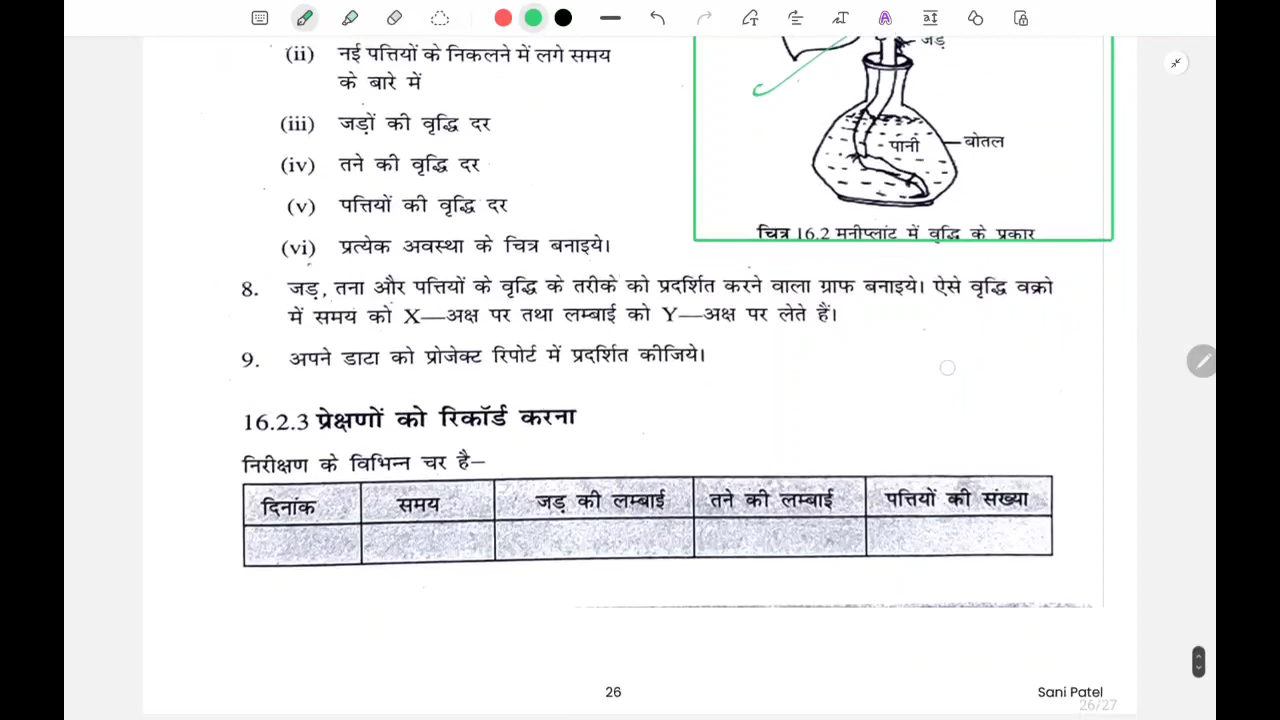 (ii) नई पत्तियों के निकलने में लगे समय
के बारे में
(iii) जड़ों की वृद्धि दर
(iv) तने की वृद्धि दर
(v) पत्तियों की वृद्धि दर
(vi) प्रत्येक अवस्था के चित्र बनाइये।
जड़
पानी
बोतल
चित्र 16.2 मनीप्लांट में वृद्धि के प्रकार
8. जड़, तना और पत्तियों के वृद्धि के तरीके को प्रदर्शित करने वाला ग्राफ बनाइये। ऐसे वृद्धि वक्रो
में समय को X—अक्ष पर तथा लम्बाई को Y—अक्ष पर लेते हैं।
9. अपने डाटा को प्रोजेक्ट रिपोर्ट में प्रदर्शित कीजिये।
16.2.3 प्रेक्षणों को रिकॉर्ड करना
निरीक्षण के विभिन्न चर है—
दिनांक समय जड़ की लम्बाई तने की लम्बाई पत्तियों की संख्या
26
Sani Patel
26/27